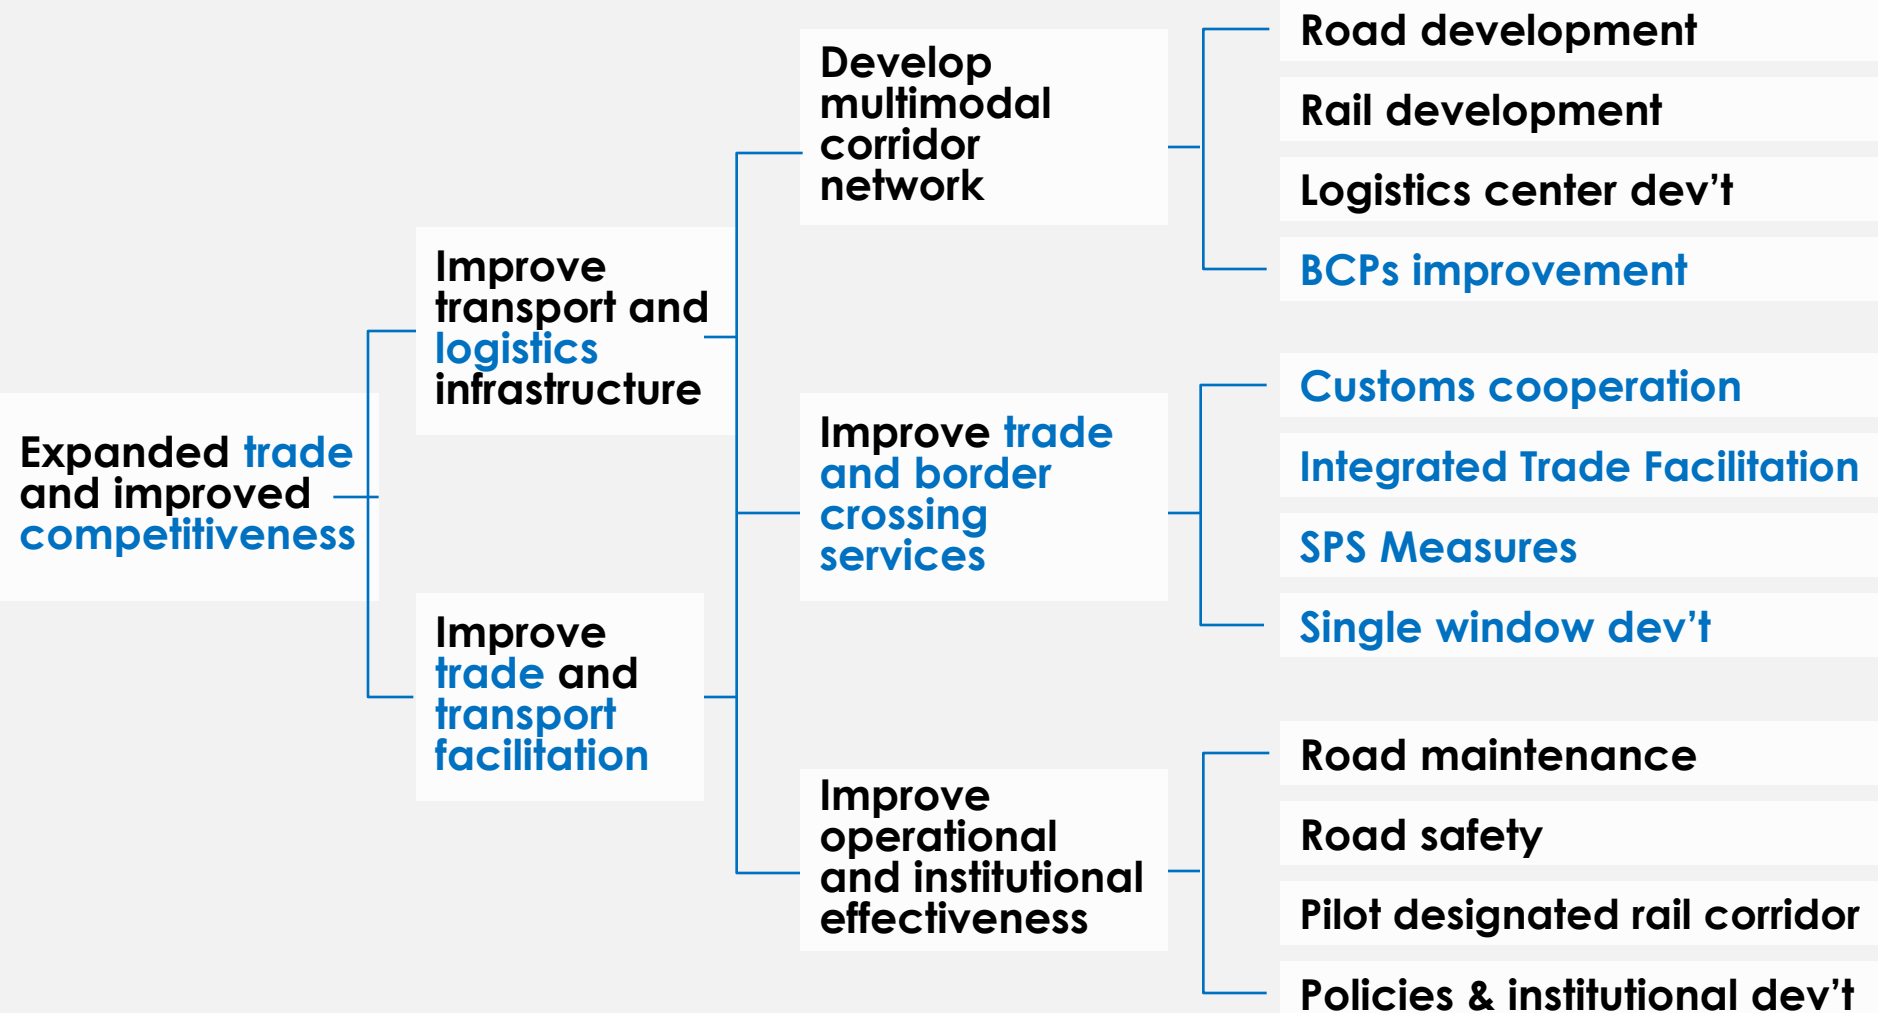 Expanded trade
and improved
competitiveness
Improve
transport and
logistics
infrastructure
Improve
trade and
transport
facilitation
Develop
multimodal
corridor
network
Improve trade
and border
crossing
services
Improve
operational
and institutional
effectiveness
Road development
Rail development
Logistics center dev’t
BCPs improvement
Customs cooperation
Integrated Trade Facilitation
SPS Measures
Single window dev’t
Road maintenance
Road safety
Pilot designated rail corridor
Policies & institutional dev’t